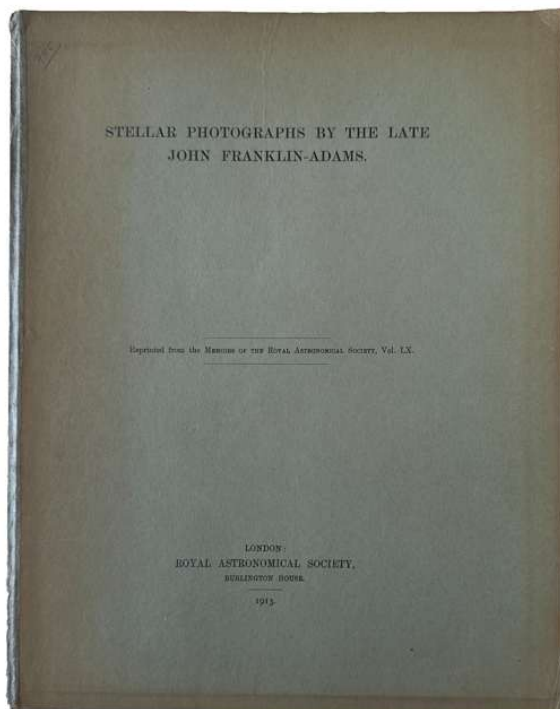 STELLAR PHOTOGRAPHS BY THE LATE
JOHN FRANKLIN-ADAMS.
Reprinted from the MEMOIRS OF THE ROYAL ASTRONOMICAL SOCIETY, Vol. LX.
LONDON:
ROYAL ASTRONOMICAL SOCIETY,
BURLINGTON HOUSE.
1913.